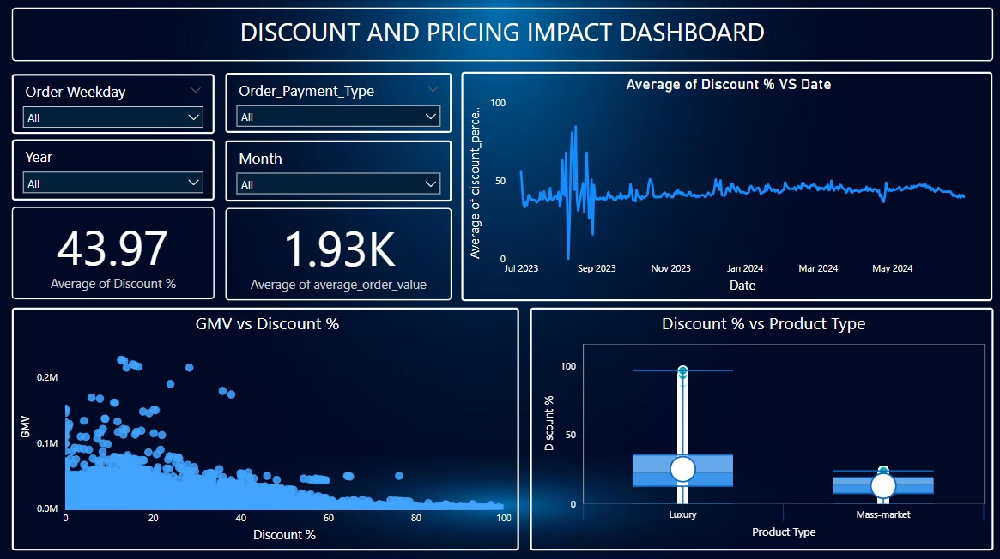 DISCOUNT AND PRICING IMPACT DASHBOARD
Order Weekday
All
Order_Payment_Type
All
Year
All
Month
All
43.97
Average of Discount %
1.93K
Average of average_order_value
Average of Discount % VS Date
Average of discount_perce...
100
50
0
Jul 2023
Sep 2023
Nov 2023
Jan 2024
Mar 2024
May 2024
Date
GMV vs Discount %
GMV
0.2M
0.1M
0.0M
0
20
40
60
80
100
Discount %
Discount % vs Product Type
Discount %
100
50
0
Luxury
Mass-market
Product Type